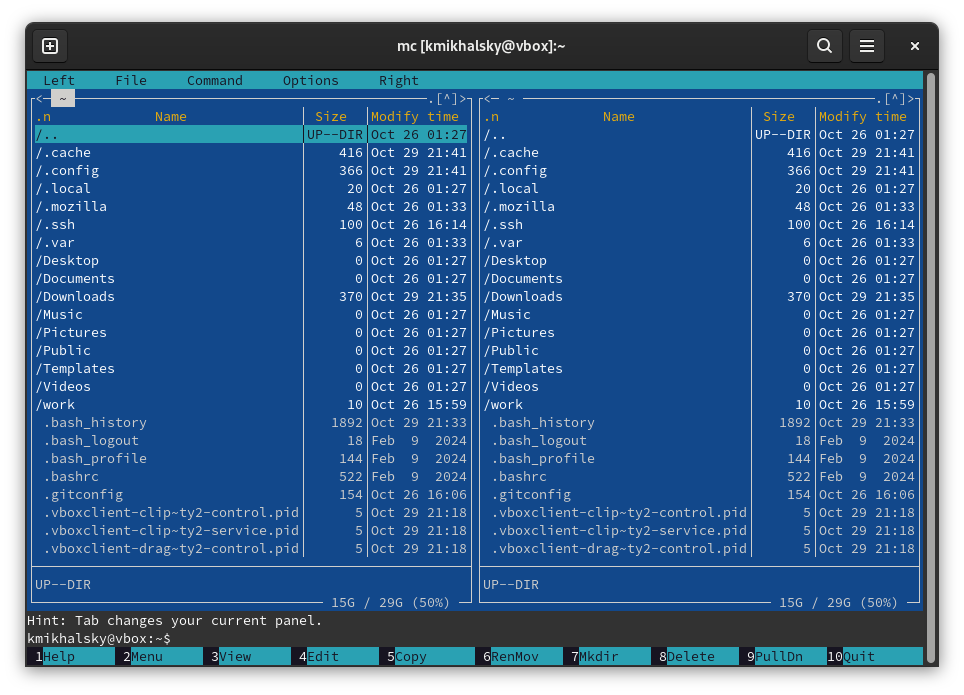 mc [kmikhalsky@vbox]:~
Left File Command Options Right
<─ ~ .[^]> <─ ~ .[^]>
.n Name Size Modify time .n Name Size Modify time
/.. UP--DIR Oct 26 01:27 /.. UP--DIR Oct 26 01:27
/.cache 416 Oct 29 21:41 /.cache 416 Oct 29 21:41
/.config 366 Oct 29 21:41 /.config 366 Oct 29 21:41
/.local 20 Oct 26 01:27 /.local 20 Oct 26 01:27
/.mozilla 48 Oct 26 01:33 /.mozilla 48 Oct 26 01:33
/.ssh 100 Oct 26 16:14 /.ssh 100 Oct 26 16:14
/.var 6 Oct 26 01:33 /.var 6 Oct 26 01:33
/Desktop 0 Oct 26 01:27 /Desktop 0 Oct 26 01:27
/Documents 0 Oct 26 01:27 /Documents 0 Oct 26 01:27
/Downloads 370 Oct 29 21:35 /Downloads 370 Oct 29 21:35
/Music 0 Oct 26 01:27 /Music 0 Oct 26 01:27
/Pictures 0 Oct 26 01:27 /Pictures 0 Oct 26 01:27
/Public 0 Oct 26 01:27 /Public 0 Oct 26 01:27
/Templates 0 Oct 26 01:27 /Templates 0 Oct 26 01:27
/Videos 0 Oct 26 01:27 /Videos 0 Oct 26 01:27
/work 10 Oct 26 15:59 /work 10 Oct 26 15:59
.bash_history 1892 Oct 29 21:33 .bash_history 1892 Oct 29 21:33
.bash_logout 18 Feb 9 2024 .bash_logout 18 Feb 9 2024
.bash_profile 144 Feb 9 2024 .bash_profile 144 Feb 9 2024
.bashrc 522 Feb 9 2024 .bashrc 522 Feb 9 2024
.gitconfig 154 Oct 26 16:06 .gitconfig 154 Oct 26 16:06
.vboxclient-clip~ty2-control.pid 5 Oct 29 21:18 .vboxclient-clip~ty2-control.pid 5 Oct 29 21:18
.vboxclient-clip~ty2-service.pid 5 Oct 29 21:18 .vboxclient-clip~ty2-service.pid 5 Oct 29 21:18
.vboxclient-drag~ty2-control.pid 5 Oct 29 21:18 .vboxclient-drag~ty2-control.pid 5 Oct 29 21:18
UP--DIR UP--DIR
15G / 29G (50%) 15G / 29G (50%)
Hint: Tab changes your current panel.
kmikhalsky@vbox:~$
1Help 2Menu 3View 4Edit 5Copy 6RenMov 7Mkdir 8Delete 9PullDn 10Quit